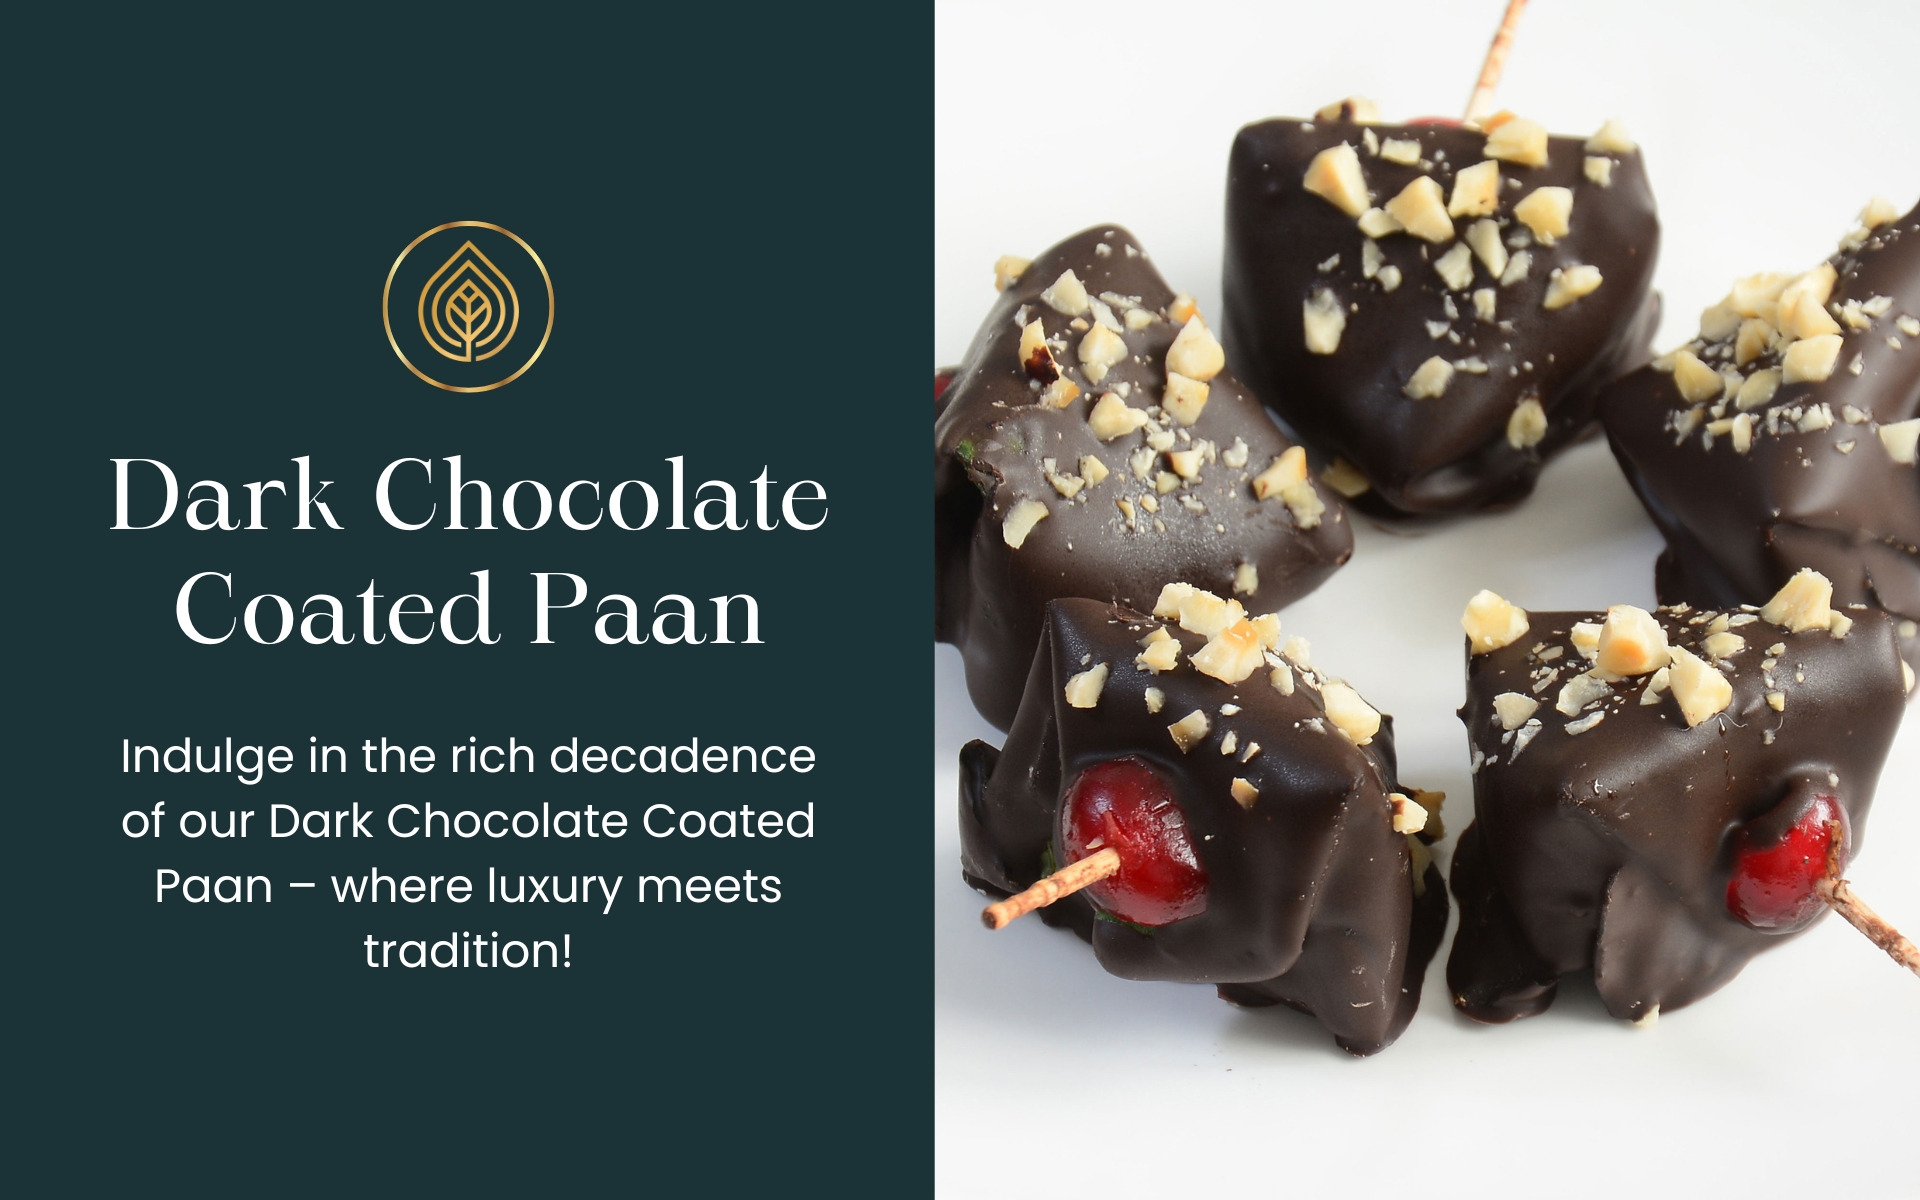 Dark Chocolate
Coated Paan
Indulge in the rich decadence
of our Dark Chocolate Coated
Paan – where luxury meets
tradition!